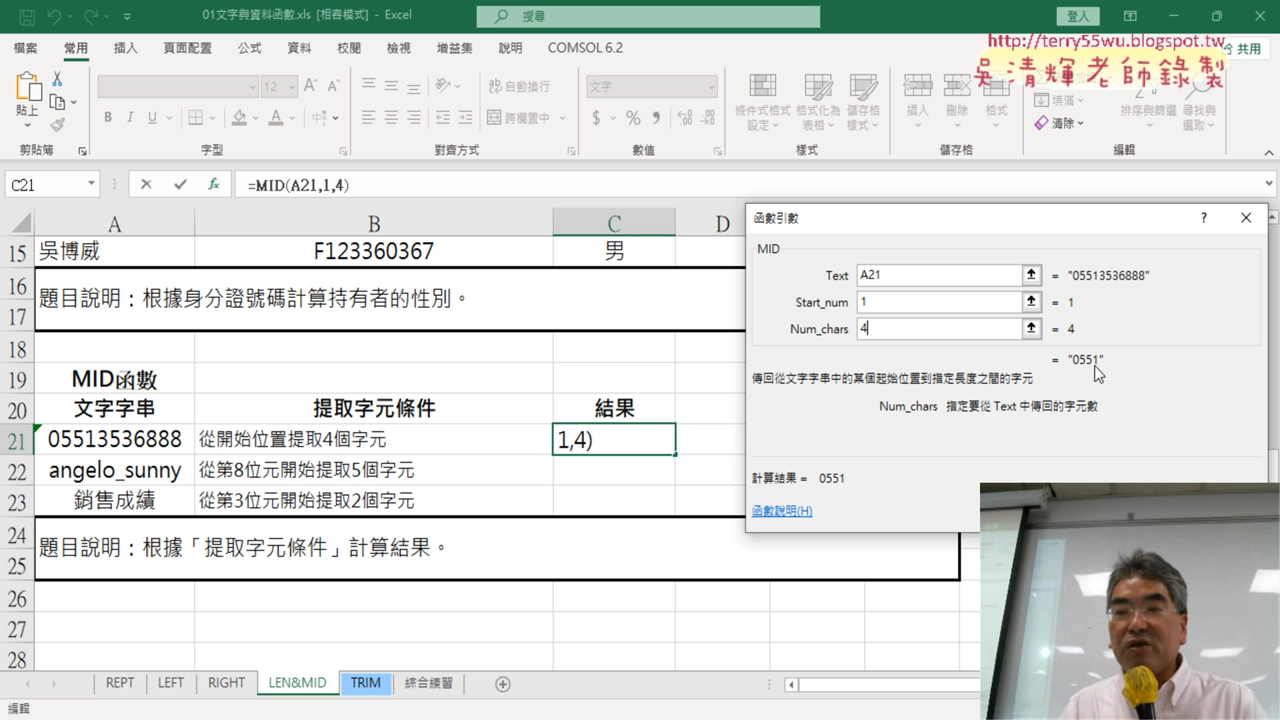 01文字與資料函數.xls [相容模式] - Excel
搜尋
登入
http://terry55wu.blogspot.tw
吳清輝老師錄製
檔案 常用 插入 頁面配置 公式 資料 校閱 檢視 增益集 說明 COMSOL 6.2
共用
貼上
12
B I U
自動換行
跨欄置中
文字
條件式格式設定
格式化為表格
儲存格樣式
插入 刪除 格式
填滿
清除
排序與篩選
尋找與選取
剪貼簿 字型 對齊方式 數值 樣式 儲存格 編輯
C21
fx
=MID(A21,1,4)
A B C D
15 吳博威 F123360367 男
16
17
題目說明：根據身分證號碼計算持有者的性別。
18
19 MID函數
20 文字字串 提取字元條件 結果
21 05513536888 從開始位置提取4個字元 1,4)
22 angelo_sunny 從第8位元開始提取5個字元
23 銷售成績 從第3位元開始提取2個字元
24
25
題目說明：根據「提取字元條件」計算結果。
26
27
28
函數引數
?
MID
Text A21 = "05513536888"
Start_num 1 = 1
Num_chars 4 = 4
= "0551"
傳回從文字字串中的某個起始位置到指定長度之間的字元
Num_chars 指定要從 Text 中傳回的字元數
計算結果 = 0551
函數說明(H)
REPT LEFT RIGHT LEN&MID TRIM 綜合練習
編輯